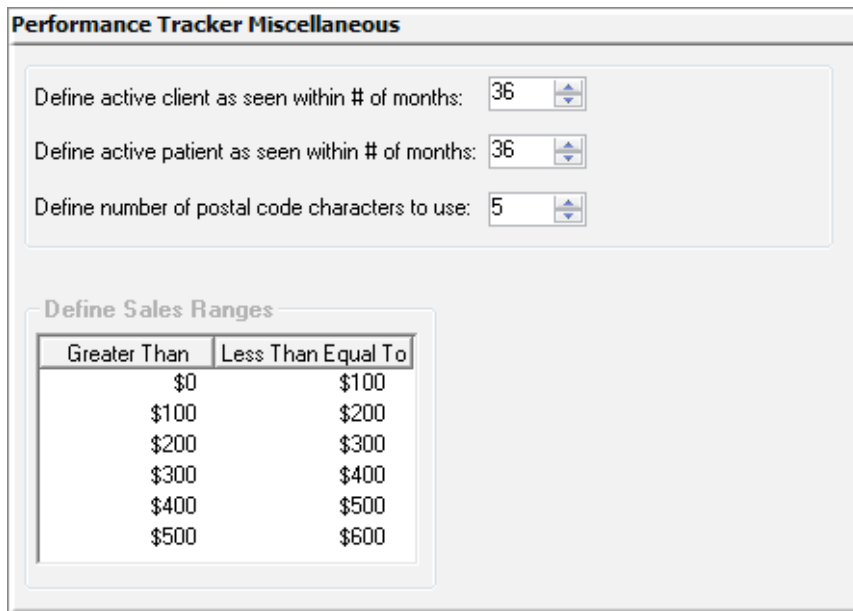 Performance Tracker Miscellaneous
Define active client as seen within # of months: 36
Define active patient as seen within # of months: 36
Define number of postal code characters to use: 5
Define Sales Ranges
Greater Than Less Than Equal To
$0 $100
$100 $200
$200 $300
$300 $400
$400 $500
$500 $600